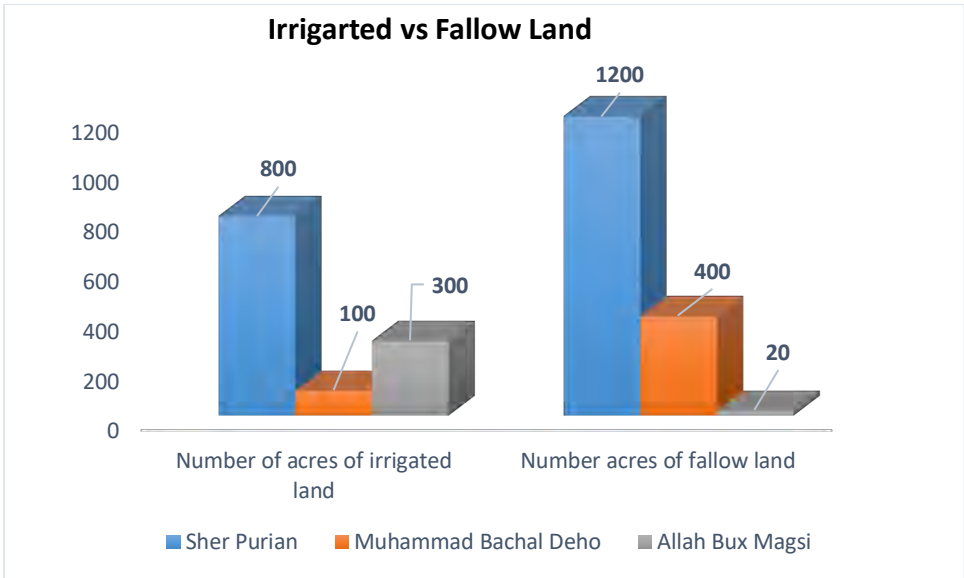 Irrigarted vs Fallow Land
1200
1000
800
600
400
200
0
800
100
300
1200
400
20
Number of acres of irrigated
land
Number acres of fallow land
Sher Purian
Muhammad Bachal Deho
Allah Bux Magsi